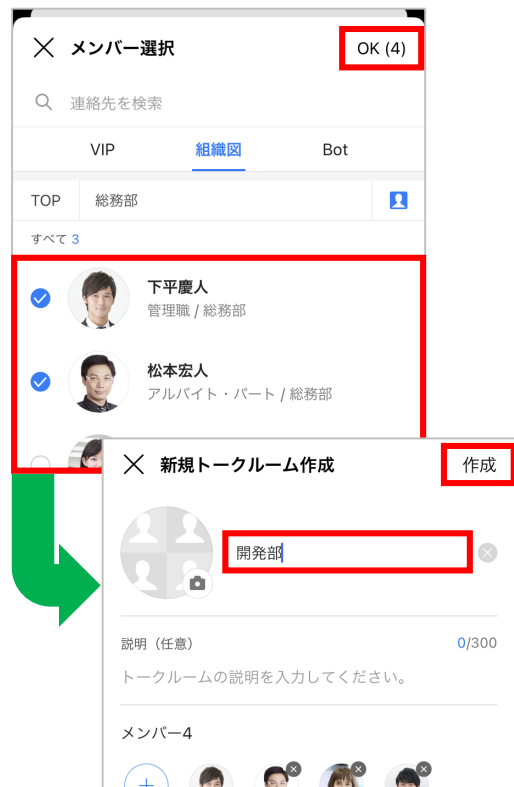 メンバー選択
OK (4)
連絡先を検索
VIP 組織図 Bot
TOP 総務部
すべて 3
下平慶人
管理職 / 総務部
松本宏人
アルバイト・パート / 総務部
新規トークルーム作成
作成
開発部
説明（任意）
0/300
トークルームの説明を入力してください。
メンバー4